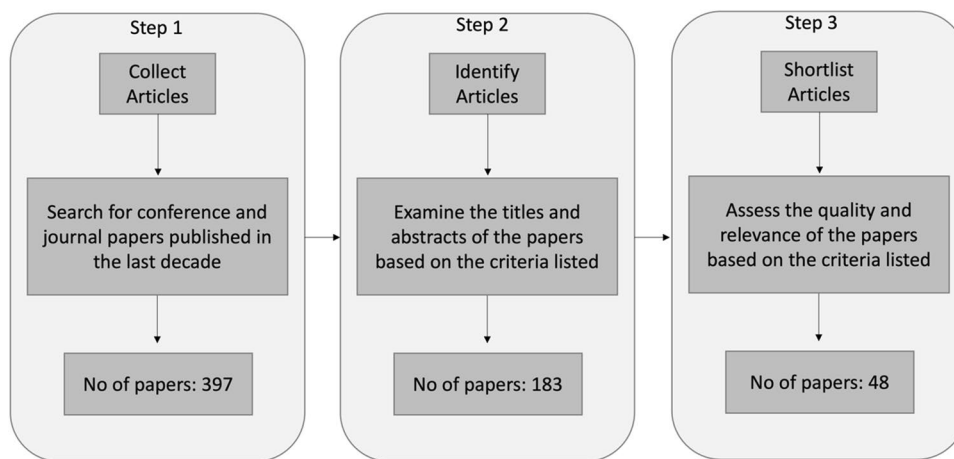 Step 1
Collect
Articles
Search for conference and
journal papers published in
the last decade
No of papers: 397
Step 2
Identify
Articles
Examine the titles and
abstracts of the papers
based on the criteria listed
No of papers: 183
Step 3
Shortlist
Articles
Assess the quality and
relevance of the papers
based on the criteria listed
No of papers: 48